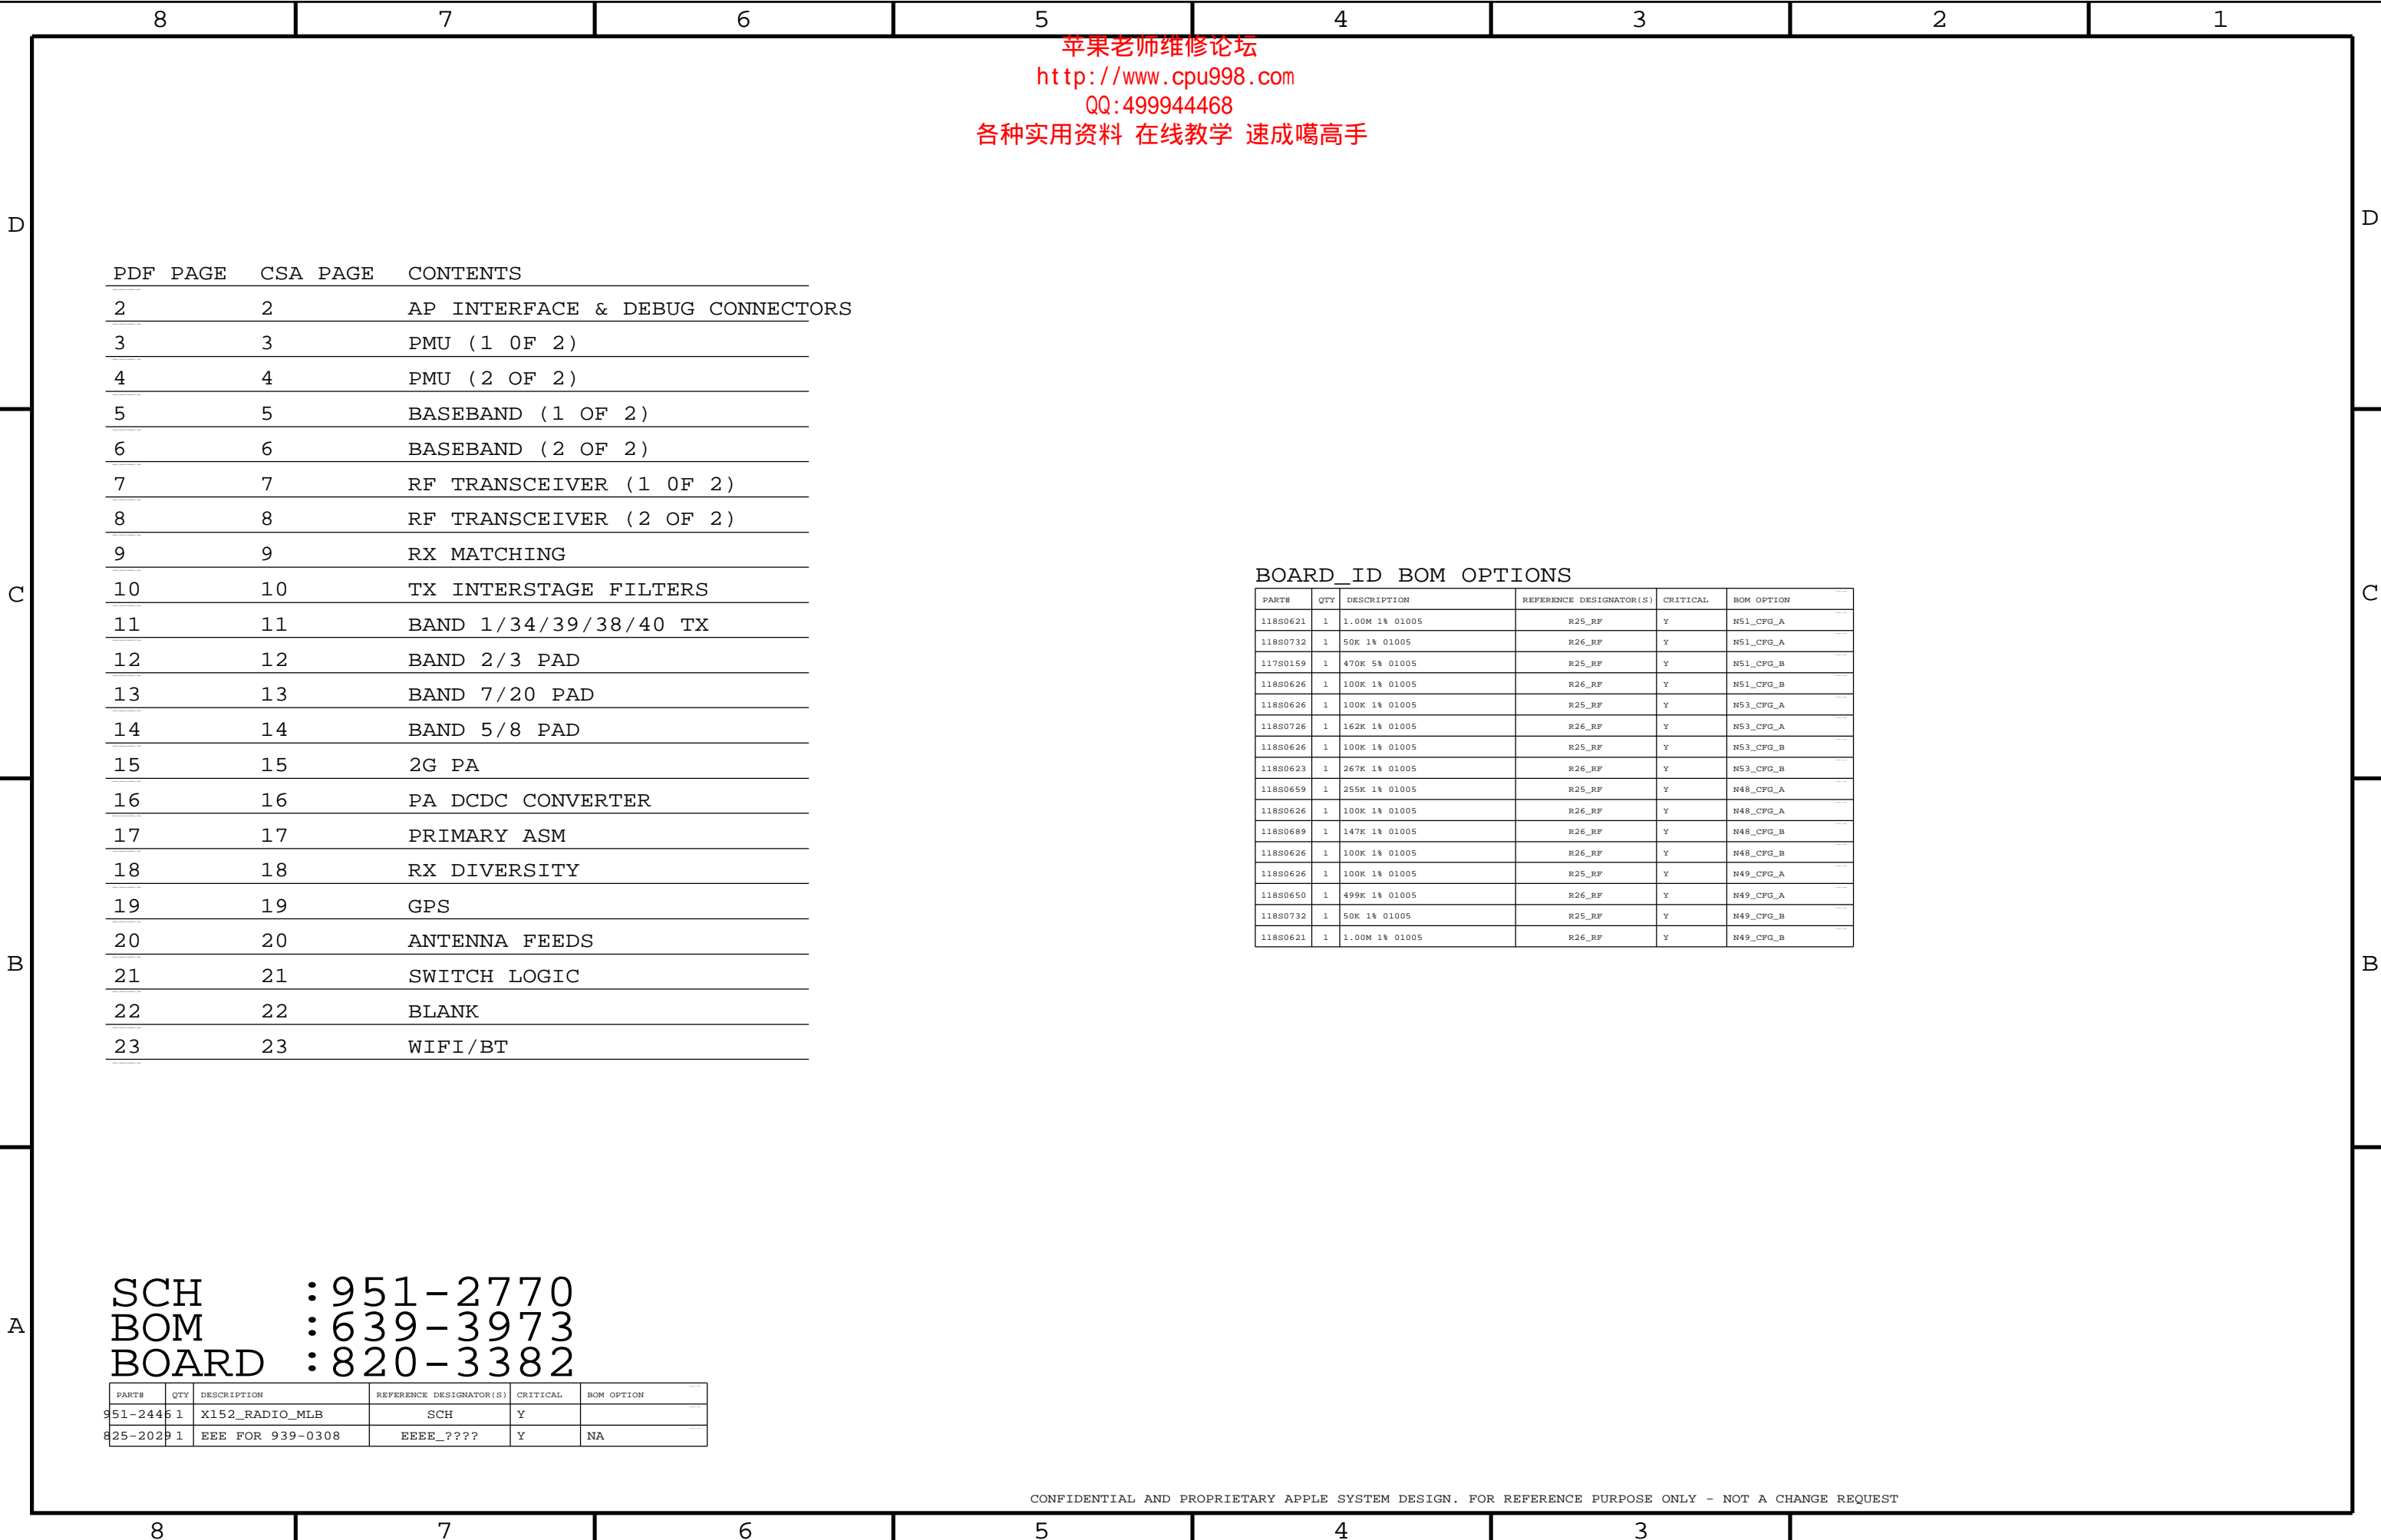 8 7 6 5 4 3 2 1
苹果老师维修论坛
http://www.cpu998.com
QQ:499944468
各种实用资料 在线教学 速成噶高手
D D
PDF PAGE CSA PAGE CONTENTS
2 2 AP INTERFACE & DEBUG CONNECTORS
3 3 PMU (1 0F 2)
4 4 PMU (2 OF 2)
5 5 BASEBAND (1 OF 2)
6 6 BASEBAND (2 OF 2)
7 7 RF TRANSCEIVER (1 0F 2)
8 8 RF TRANSCEIVER (2 OF 2)
9 9 RX MATCHING
10 10 TX INTERSTAGE FILTERS
11 11 BAND 1/34/39/38/40 TX
12 12 BAND 2/3 PAD
13 13 BAND 7/20 PAD
14 14 BAND 5/8 PAD
15 15 2G PA
16 16 PA DCDC CONVERTER
17 17 PRIMARY ASM
18 18 RX DIVERSITY
19 19 GPS
20 20 ANTENNA FEEDS
21 21 SWITCH LOGIC
22 22 BLANK
23 23 WIFI/BT
C C
BOARD_ID BOM OPTIONS
PART# QTY DESCRIPTION REFERENCE DESIGNATOR(S) CRITICAL BOM OPTION
118S0621 1 1.00M 1% 01005 R25_RF Y N51_CFG_A
118S0732 1 50K 1% 01005 R26_RF Y N51_CFG_A
117S0159 1 470K 5% 01005 R25_RF Y N51_CFG_B
118S0626 1 100K 1% 01005 R26_RF Y N51_CFG_B
118S0626 1 100K 1% 01005 R25_RF Y N53_CFG_A
118S0726 1 162K 1% 01005 R26_RF Y N53_CFG_A
118S0626 1 100K 1% 01005 R25_RF Y N53_CFG_B
118S0623 1 267K 1% 01005 R26_RF Y N53_CFG_B
118S0659 1 255K 1% 01005 R25_RF Y N48_CFG_A
118S0626 1 100K 1% 01005 R26_RF Y N48_CFG_A
118S0689 1 147K 1% 01005 R26_RF Y N48_CFG_B
118S0626 1 100K 1% 01005 R26_RF Y N48_CFG_B
118S0626 1 100K 1% 01005 R25_RF Y N49_CFG_A
118S0650 1 499K 1% 01005 R26_RF Y N49_CFG_A
118S0732 1 50K 1% 01005 R25_RF Y N49_CFG_B
118S0621 1 1.00M 1% 01005 R26_RF Y N49_CFG_B
B B
A
SCH :951-2770
BOM :639-3973
BOARD :820-3382
PART# QTY DESCRIPTION REFERENCE DESIGNATOR(S) CRITICAL BOM OPTION
951-2446 1 X152_RADIO_MLB SCH Y
825-2029 1 EEE FOR 939-0308 EEEE_???? Y NA
CONFIDENTIAL AND PROPRIETARY APPLE SYSTEM DESIGN. FOR REFERENCE PURPOSE ONLY - NOT A CHANGE REQUEST
8 7 6 5 4 3